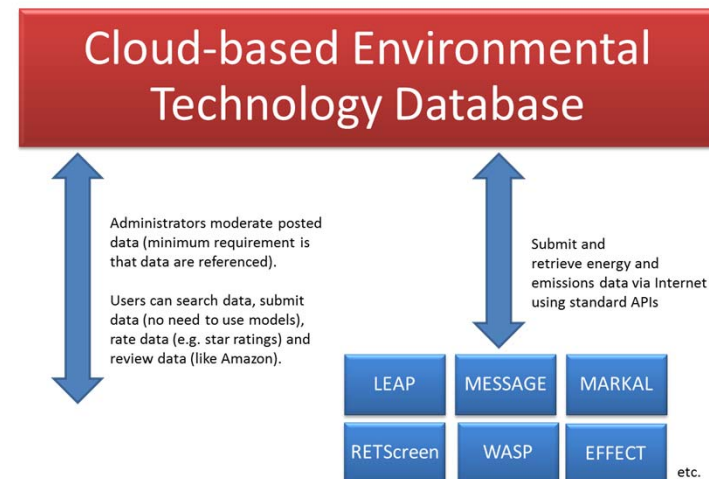 Cloud-based Environmental
Technology Database
Administrators moderate posted
data (minimum requirement is
that data are referenced).
Users can search data, submit
data (no need to use models),
rate data (e.g. star ratings) and
review data (like Amazon).
Submit and
retrieve energy and
emissions data via Internet
using standard APIs
LEAP
MESSAGE
MARKAL
RETScreen
WASP
EFFECT
etc.